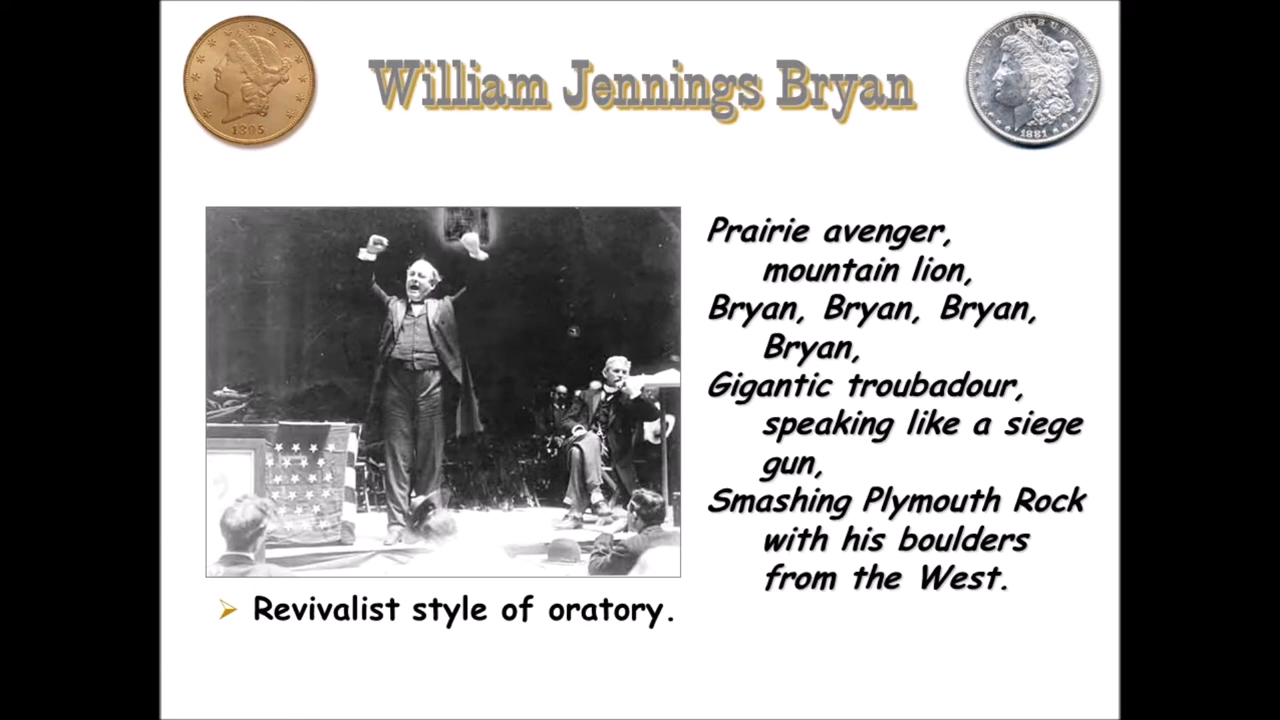 William Jennings Bryan
1895
1881
Prairie avenger,
mountain lion,
Bryan, Bryan, Bryan,
Bryan,
Gigantic troubadour,
speaking like a siege
gun,
Smashing Plymouth Rock
with his boulders
from the West.
Revivalist style of oratory.